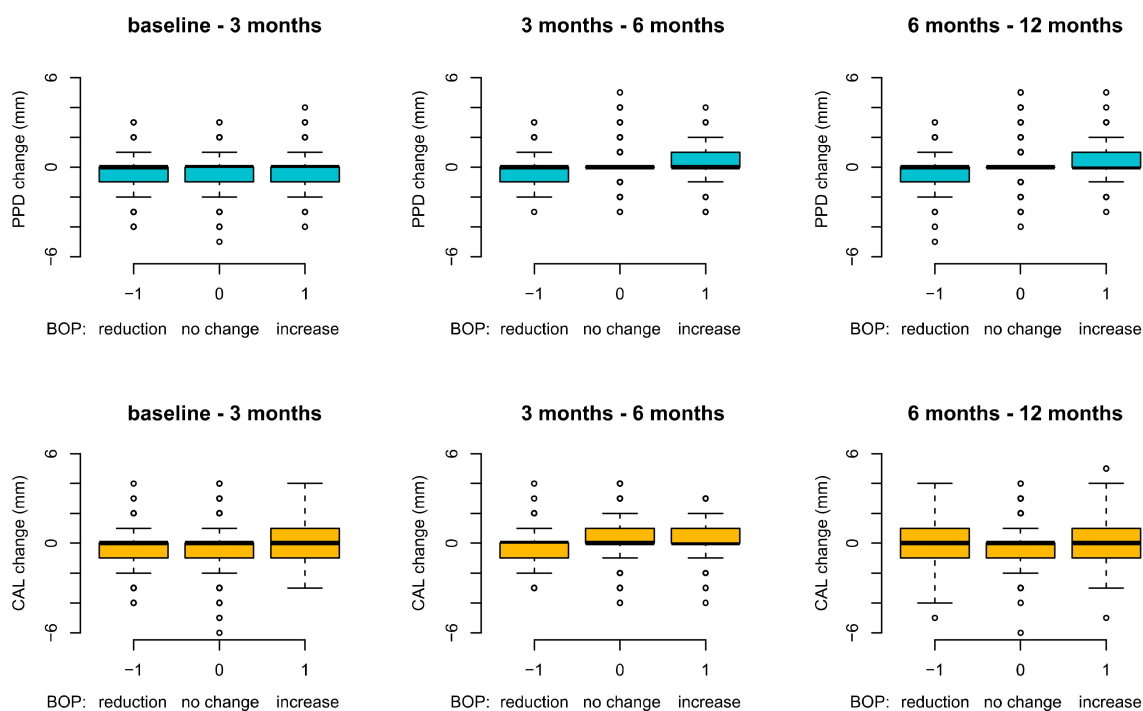 baseline - 3 months
3 months - 6 months
6 months - 12 months
PPD change (mm)
6
0
−6
−1 0 1
BOP: reduction no change increase
PPD change (mm)
6
0
−6
−1 0 1
BOP: reduction no change increase
PPD change (mm)
6
0
−6
−1 0 1
BOP: reduction no change increase
baseline - 3 months
3 months - 6 months
6 months - 12 months
CAL change (mm)
6
0
−6
−1 0 1
BOP: reduction no change increase
CAL change (mm)
6
0
−6
−1 0 1
BOP: reduction no change increase
CAL change (mm)
6
0
−6
−1 0 1
BOP: reduction no change increase